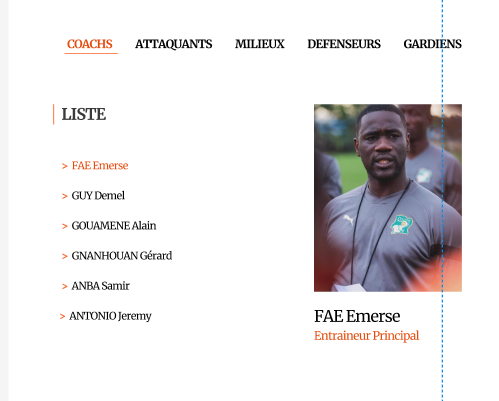 COACHS ATTAQUANTS MILIEUX DEFENSEURS GARDIENS
LISTE
> FAE Emerse
> GUY Demel
> GOUAMENE Alain
> GNANHOUAN Gérard
> ANBA Samir
> ANTONIO Jeremy
FAE Emerse
Entraineur Principal